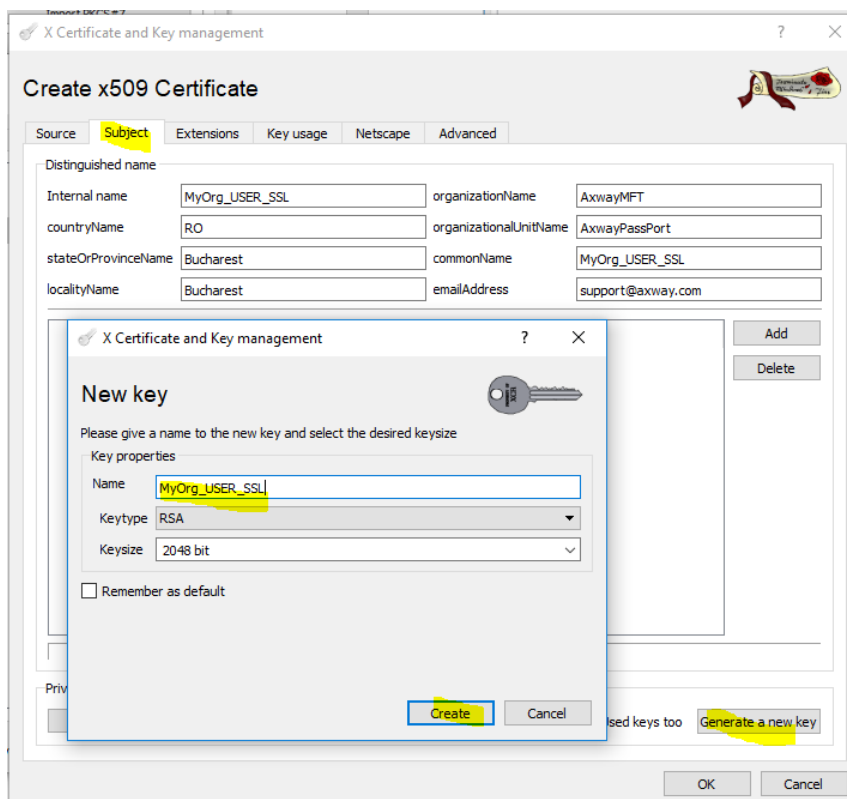 Import PKCS#7
X Certificate and Key management ?
Create x509 Certificate
Source Subject Extensions Key usage Netscape Advanced
Distinguished name
Internal name MyOrg_USER_SSL organizationName AxwayMFT
countryName RO organizationalUnitName AxwayPassPort
stateOrProvinceName Bucharest commonName MyOrg_USER_SSL
localityName Bucharest emailAddress support@axway.com
Add
Delete
X Certificate and Key management ?
New key
Please give a name to the new key and select the desired keysize
Key properties
Name MyOrg_USER_SSL
Keytype RSA
Keysize 2048 bit
Remember as default
Create Cancel
Priv
sed keys too Generate a new key
OK Cancel